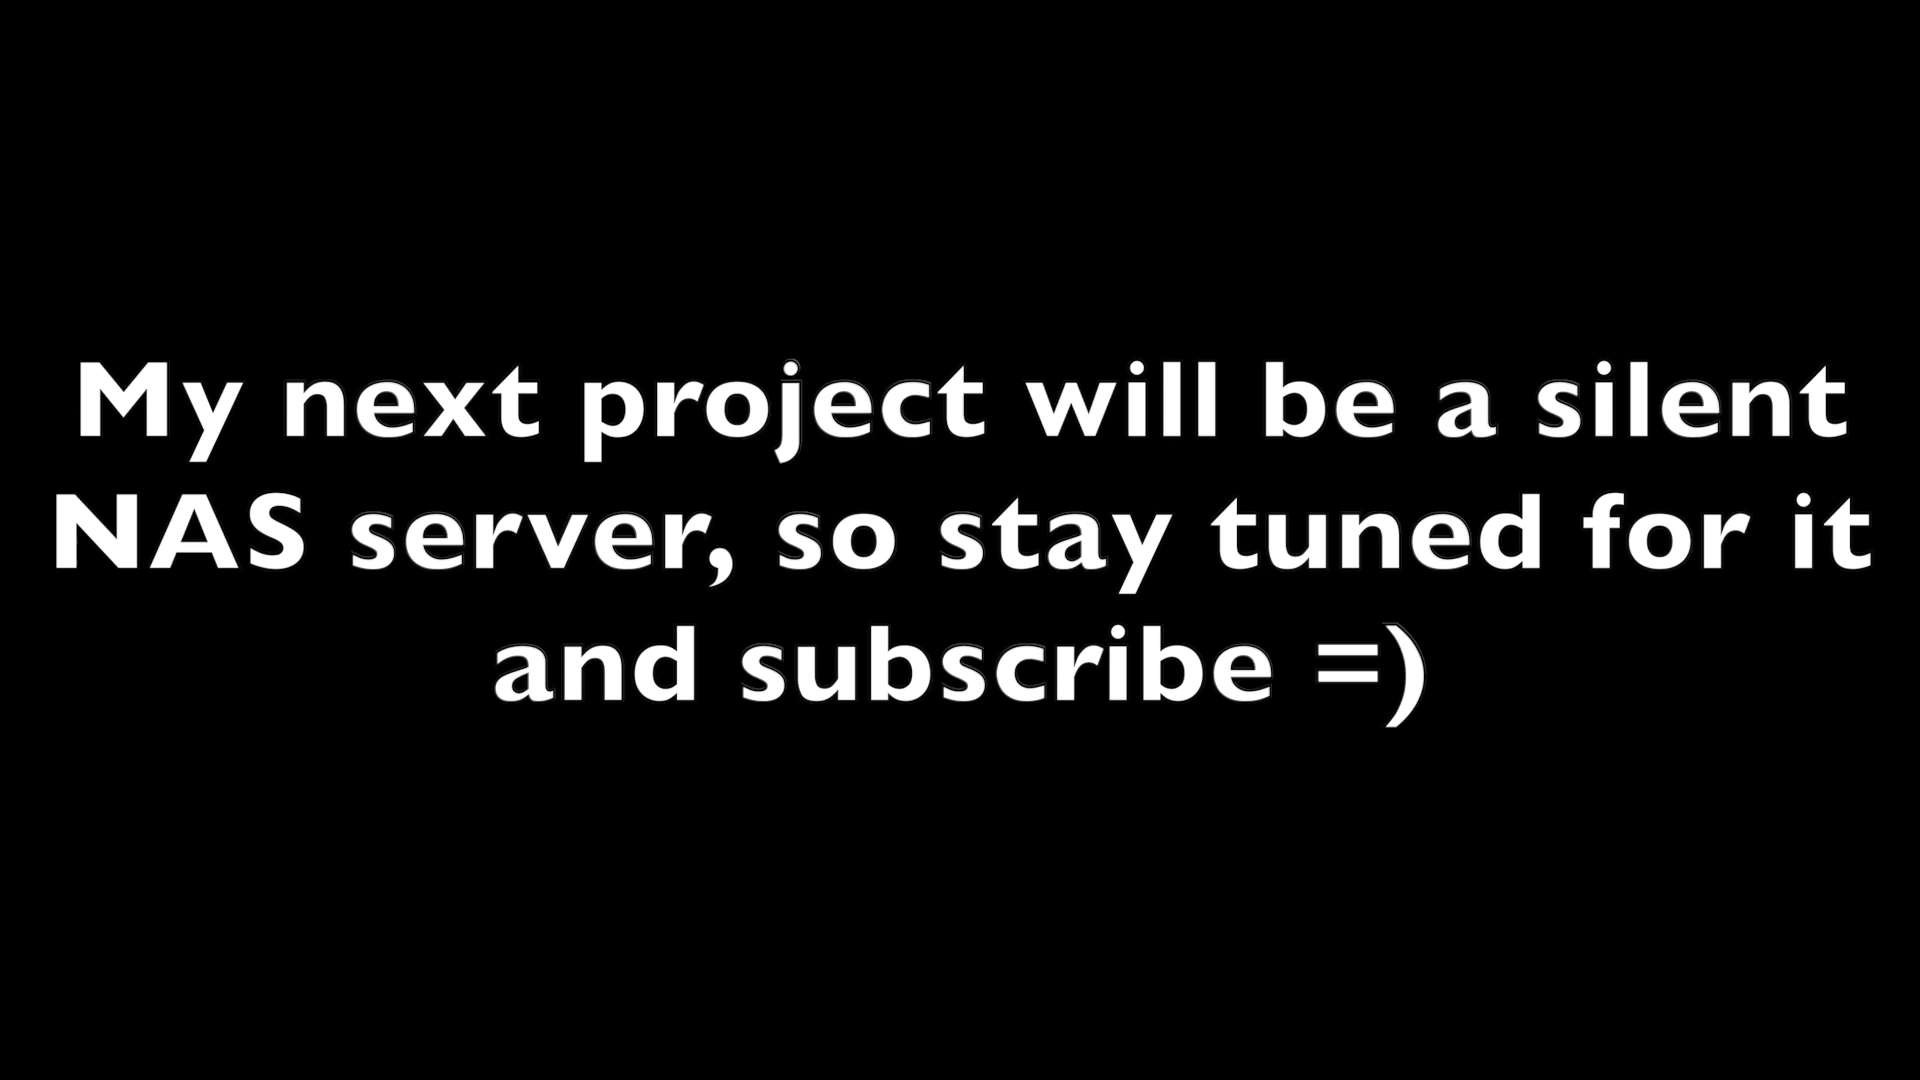 My next project will be a silent
NAS server, so stay tuned for it
and subscribe =)